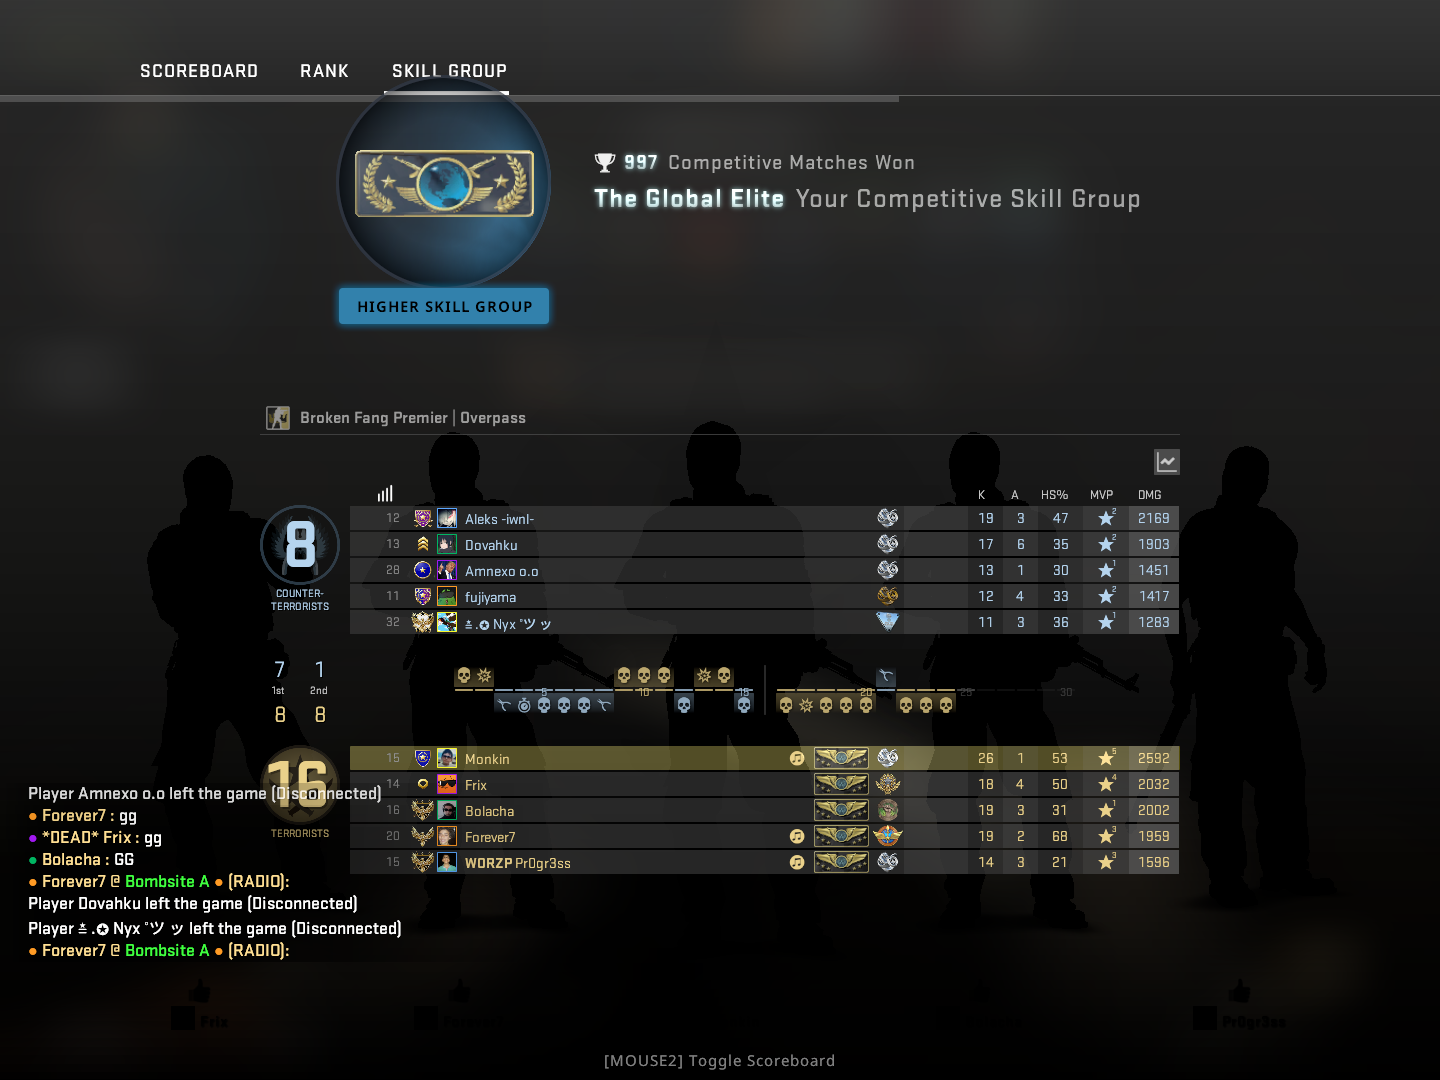 SCOREBOARD RANK SKILL GROUP
997 Competitive Matches Won
The Global Elite Your Competitive Skill Group
HIGHER SKILL GROUP
Broken Fang Premier | Overpass
K A HS% MVP DMG
8
COUNTER-
TERRORISTS
12 Aleks -iwnl- 19 3 47 2 2169
13 Dovahku 17 6 35 2 1903
28 Amnexo o.o 13 1 30 1 1451
11 fujiyama 12 4 33 2 1417
32 ≛.✪ Nyx ˚ツ ッ 11 3 36 1 1283
7 1
1st 2nd
8 8
5 10 15 20 25 30
16
TERRORISTS
15 Monkin 26 1 53 5 2592
14 Frix 18 4 50 4 2032
16 Bolacha 19 3 31 1 2002
20 Forever7 19 2 68 3 1959
15 WORZP Pr0gr3ss 14 3 21 3 1596
Player Amnexo o.o left the game (Disconnected)
● Forever7 : gg
● *DEAD* Frix : gg
● Bolacha : GG
● Forever7 @ Bombsite A ● (RADIO):
Player Dovahku left the game (Disconnected)
Player ≛.✪ Nyx ˚ツ ッ left the game (Disconnected)
● Forever7 @ Bombsite A ● (RADIO):
Frix Pr0gr3ss
[MOUSE2] Toggle Scoreboard